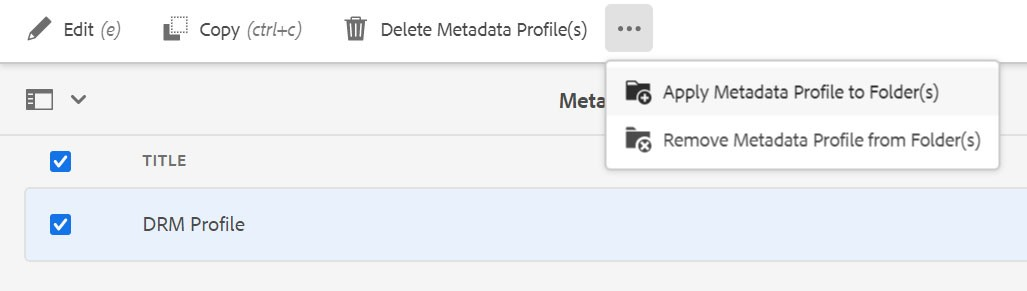 Edit (e) Copy (ctrl+c) Delete Metadata Profile(s)
Apply Metadata Profile to Folder(s)
Meta
Remove Metadata Profile from Folder(s)
TITLE
DRM Profile